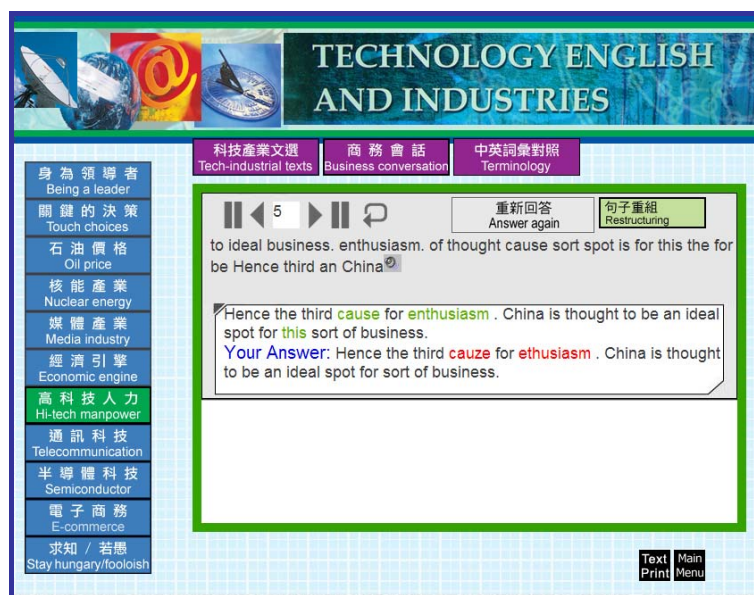 TECHNOLOGY ENGLISH
AND INDUSTRIES
科技產業文選
Tech-industrial texts
商務會話
Business conversation
中英詞彙對照
Terminology
身為領導者
Being a leader
關鍵的決策
Touch choices
石油價格
Oil price
核能產業
Nuclear energy
媒體產業
Media industry
經濟引擎
Economic engine
高科技人力
Hi-tech manpower
通訊科技
Telecommunication
半導體科技
Semiconductor
電子商務
E-commerce
求知 / 若愚
Stay hungary/fooloish
5
重新回答
Answer again
句子重組
Restructuring
to ideal business. enthusiasm. of thought cause sort spot is for this the for
be Hence third an China
Hence the third cause for enthusiasm . China is thought to be an ideal
spot for this sort of business.
Your Answer: Hence the third cauze for ethusiasm . China is thought
to be an ideal spot for sort of business.
Text
Print
Main
Menu